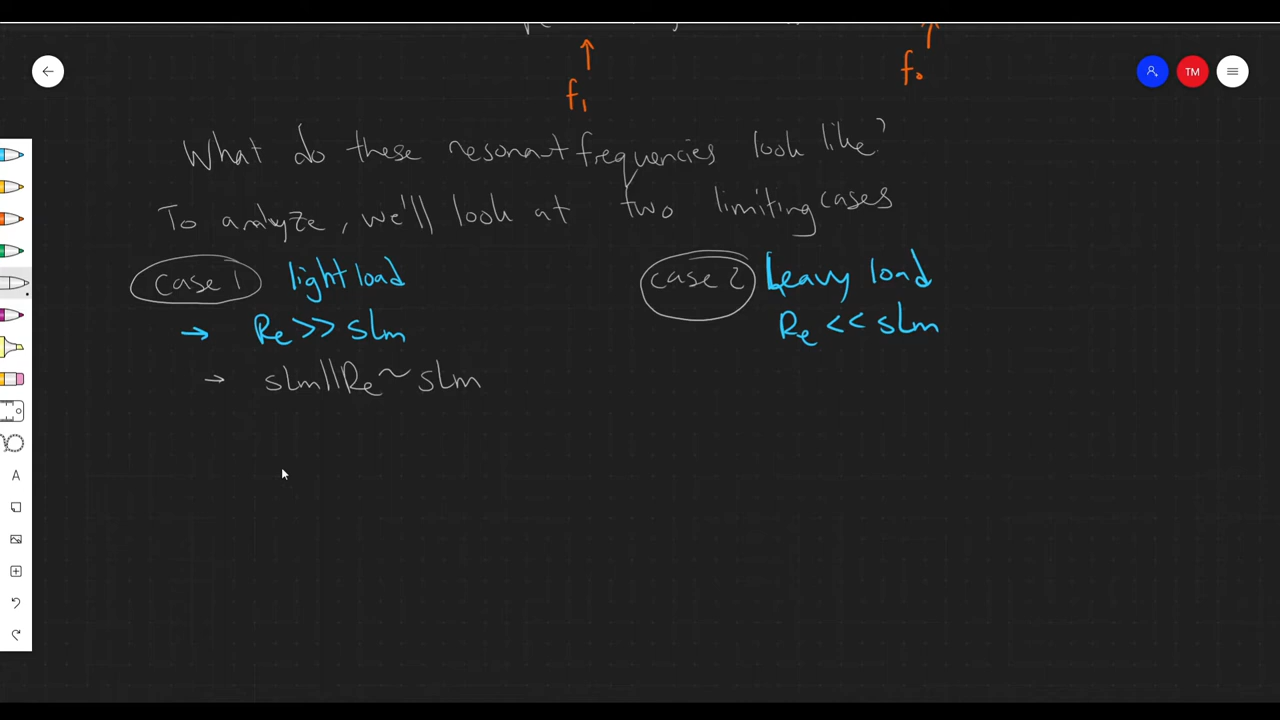 f₁
f₀
What do these resonant frequencies look like?
To analyze, we'll look at two limiting cases
case 1 light load
→ Re >> sLm
→ sLm||Re ~ sLm
case 2 heavy load
Re << sLm
TM
A